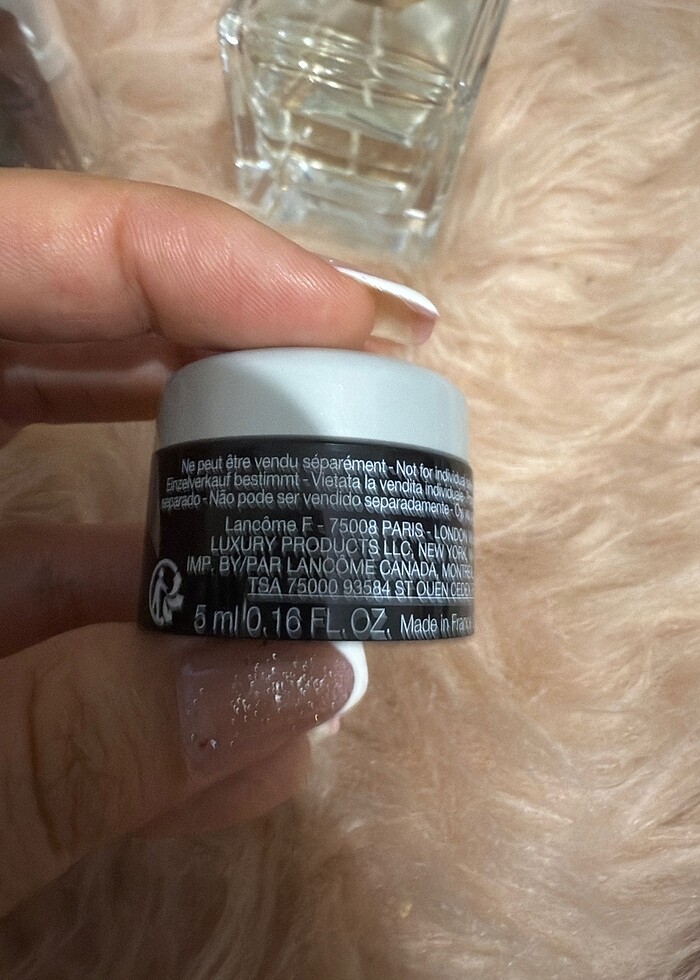 Ne peut être vendu séparément - Not for individual
Einzelverkauf bestimmt - Vietata la vendita individuale -
separado - Não pode ser vendido separadamente -
Lancôme F - 75008 PARIS - LONDON
LUXURY PRODUCTS LLC, NEW YORK,
IMP. BY/PAR LANCÔME CANADA, MONTRÉ
TSA 75000 93584 ST OUEN CEDEX
5 ml 0.16 FL. OZ. Made in France